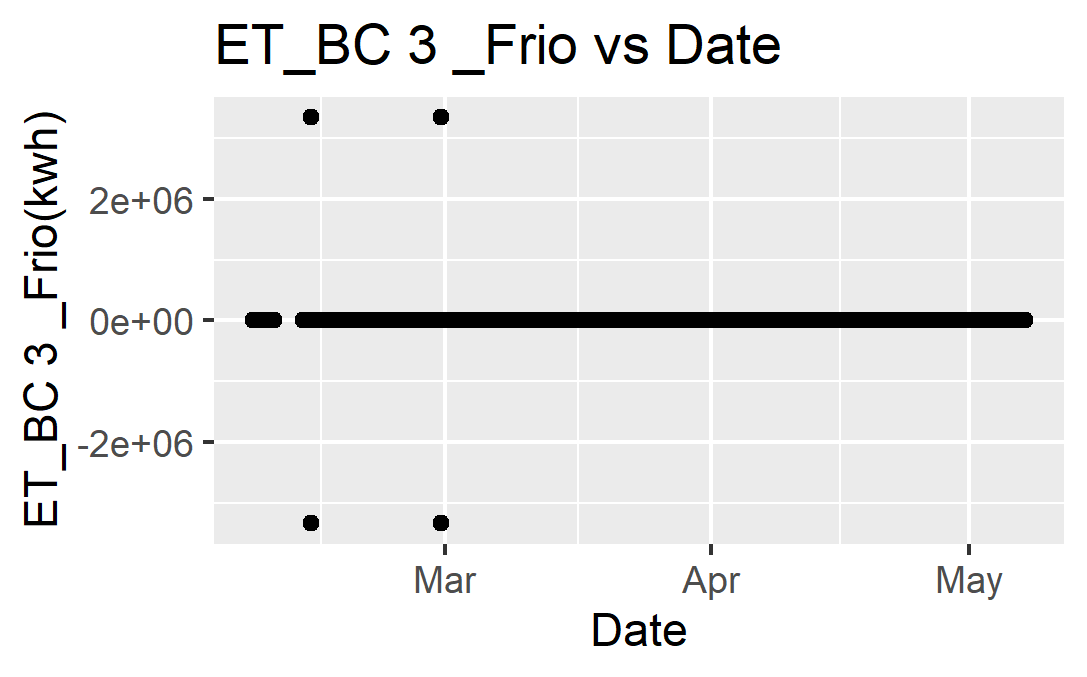 ET_BC 3 _Frio vs Date
ET_BC 3 _Frio(kwh)
2e+06
0e+00
-2e+06
Mar Apr May
Date